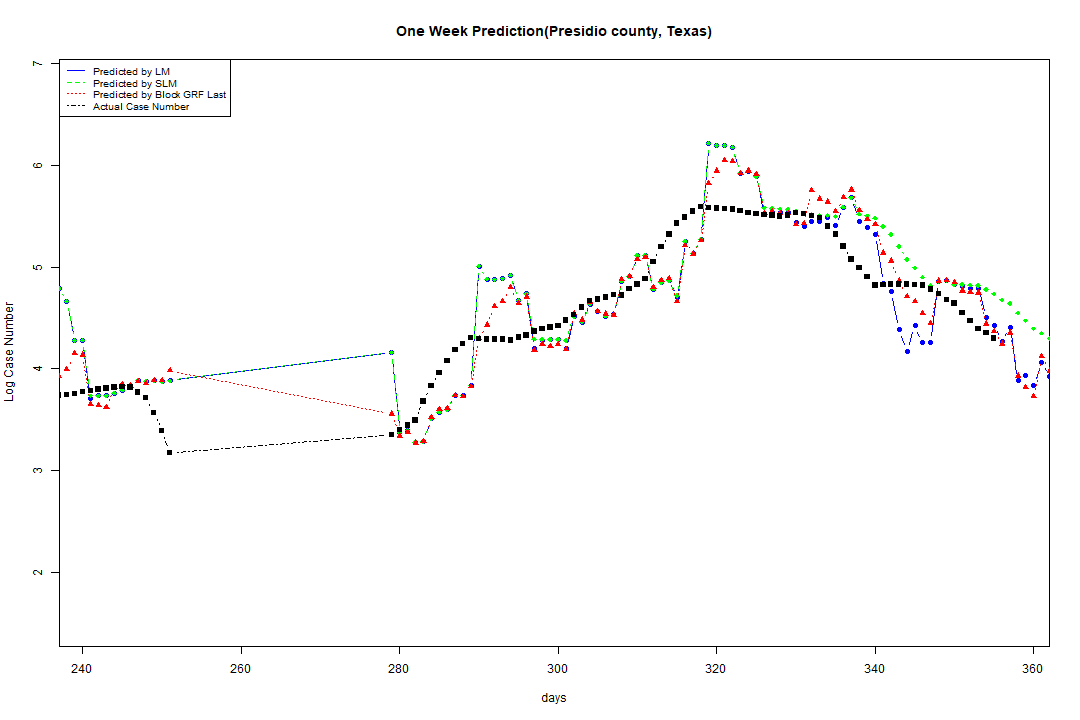 One Week Prediction(Presidio county, Texas)
Predicted by LM
Predicted by SLM
Predicted by Block GRF Last
Actual Case Number
7
6
5
4
3
2
Log Case Number
240 260 280 300 320 340 360
days